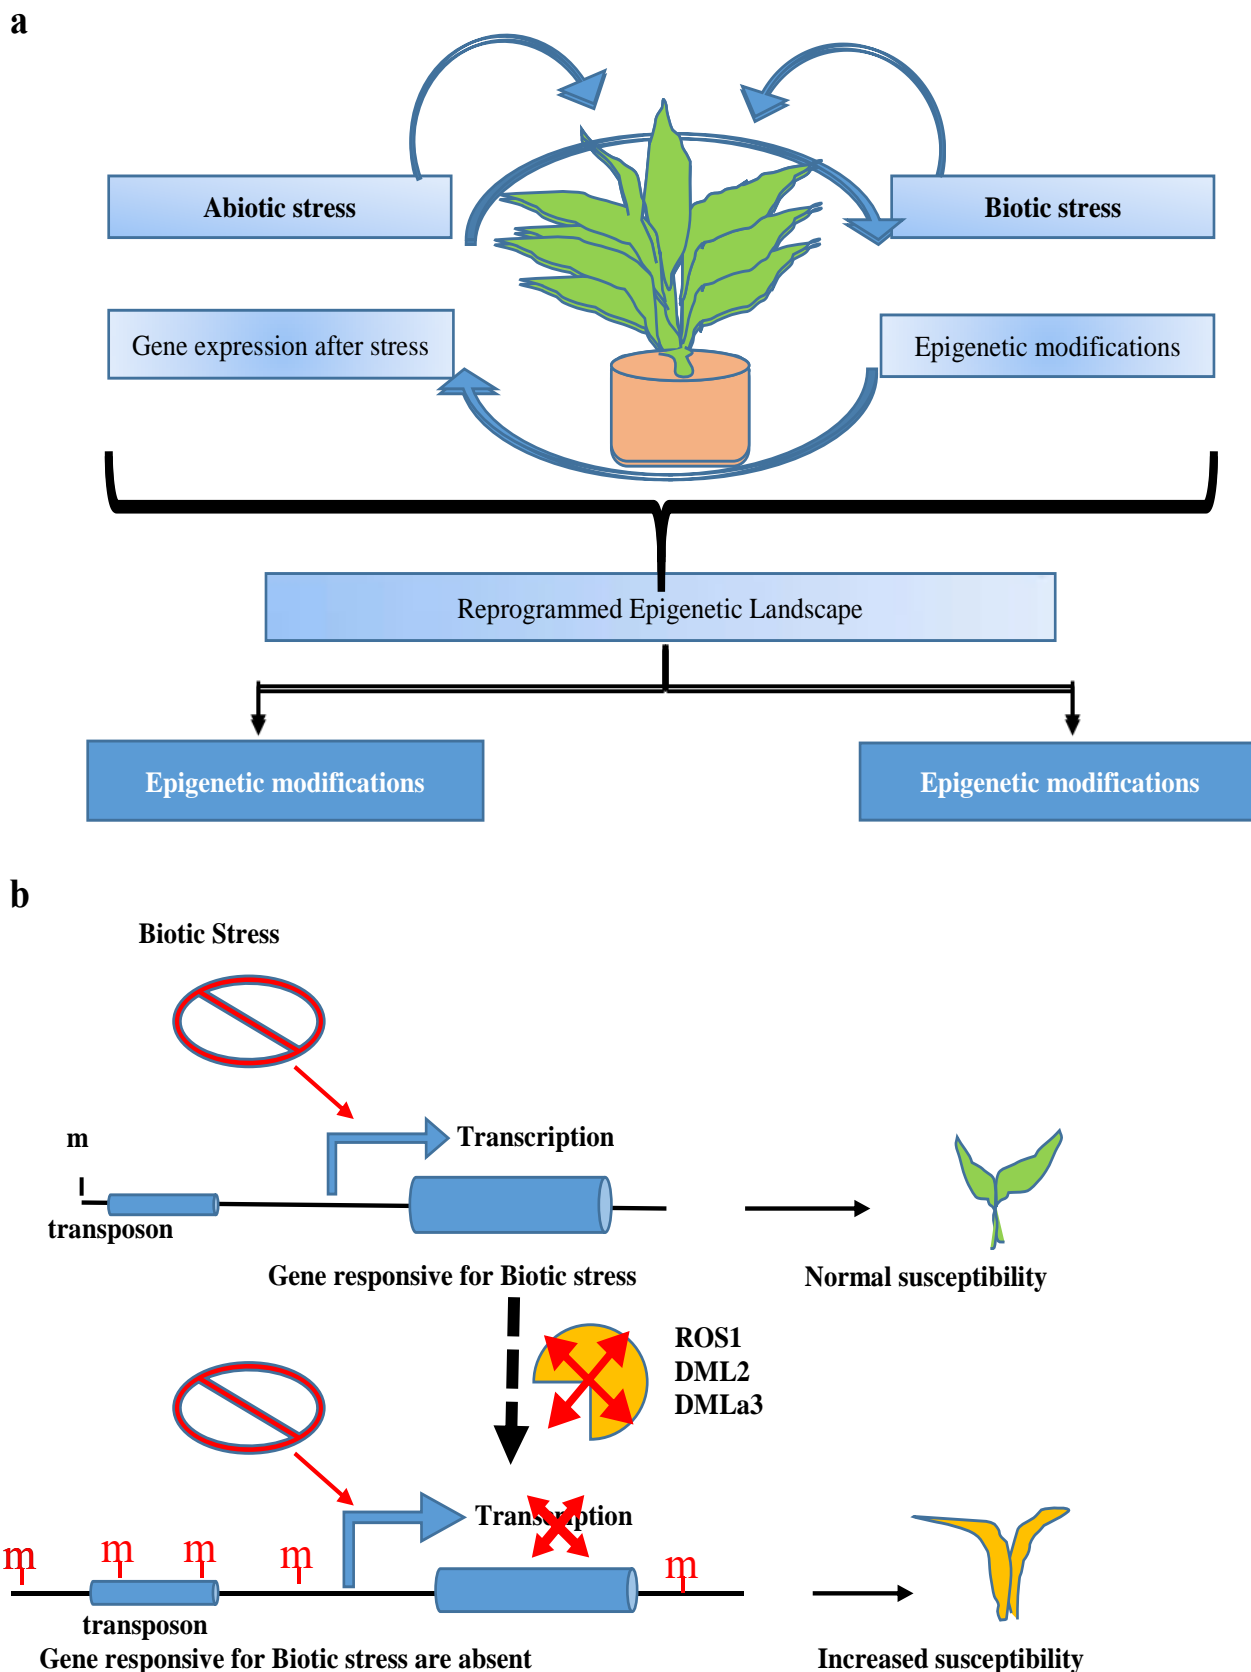 a
Abiotic stress
Biotic stress
Gene expression after stress
Epigenetic modifications
Reprogrammed Epigenetic Landscape
Epigenetic modifications
Epigenetic modifications
b
Biotic Stress
m
Transcription
transposon
Gene responsive for Biotic stress
Normal susceptibility
ROS1
DML2
DMLa3
Transcription
m
m
m
m
m
transposon
Gene responsive for Biotic stress are absent
Increased susceptibility